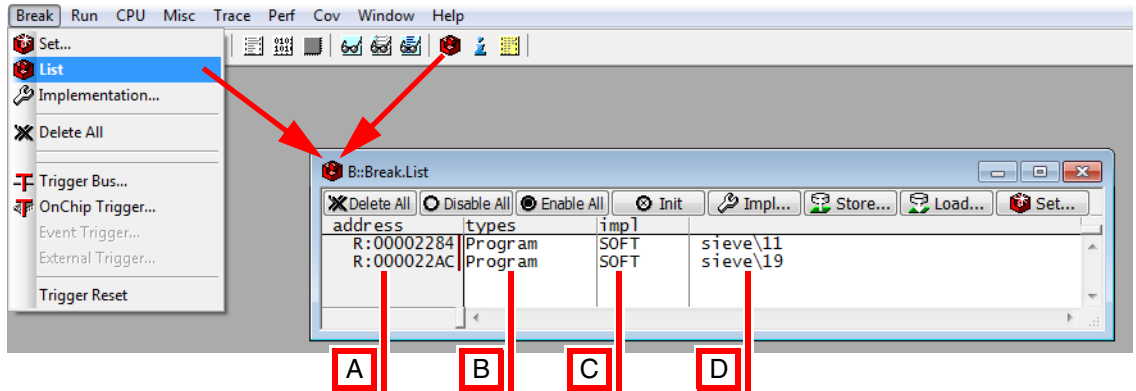 Break Run CPU Misc Trace Perf Cov Window Help
Set...
List
Implementation...
Delete All
Trigger Bus...
OnChip Trigger...
Event Trigger...
External Trigger...
Trigger Reset
B::Break.List
Delete All Disable All Enable All Init Impl... Store... Load... Set...
address types impl
R:00002284 Program SOFT sieve\11
R:000022AC Program SOFT sieve\19
A B C D